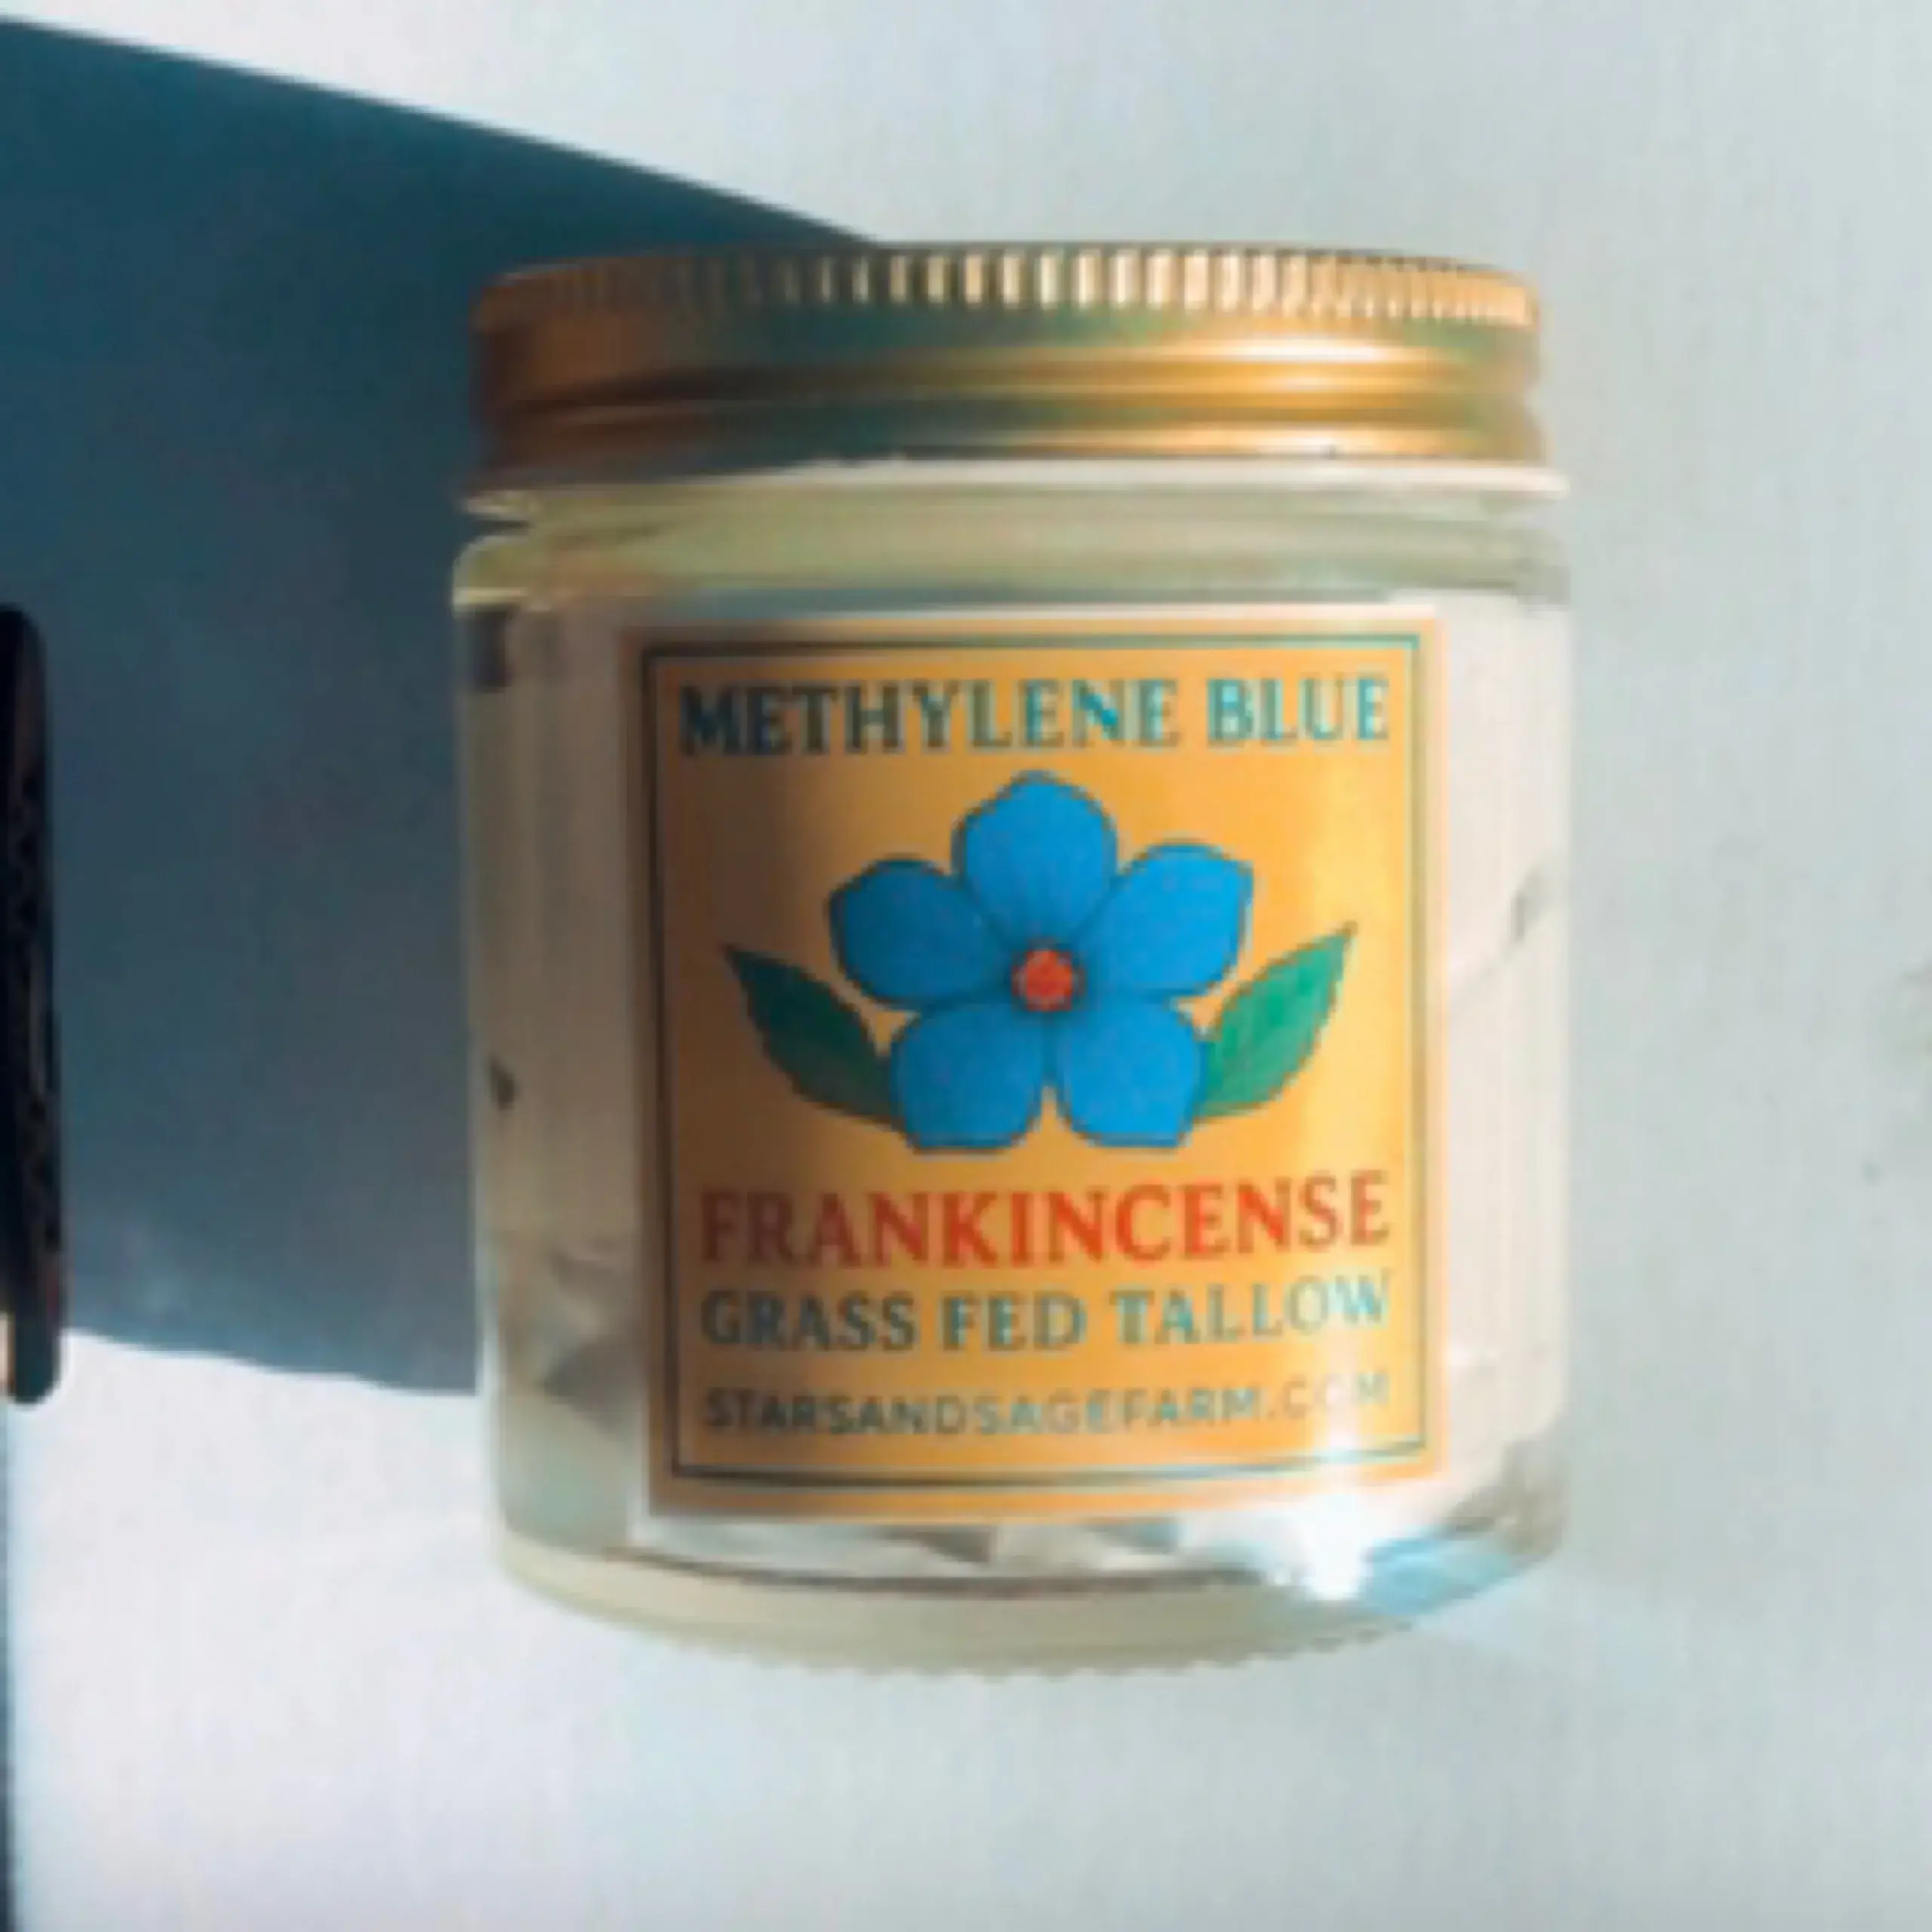 METHYLENE BLUE
FRANKINCENSE
GRASS FED TALLOW
STARSANDSAGEFARM.COM